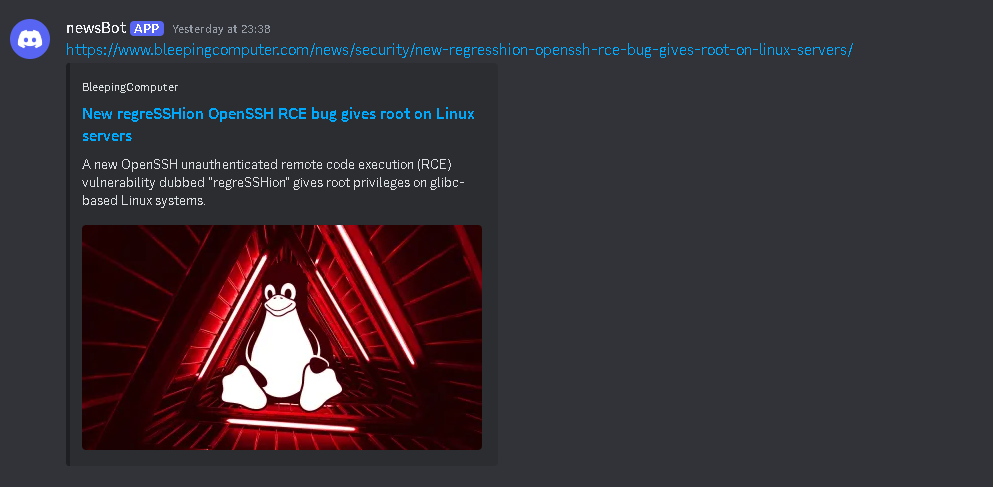 newsBot APP Yesterday at 23:38
https://www.bleepingcomputer.com/news/security/new-regresshion-openssh-rce-bug-gives-root-on-linux-servers/
BleepingComputer
New regreSSHion OpenSSH RCE bug gives root on Linux
servers
A new OpenSSH unauthenticated remote code execution (RCE)
vulnerability dubbed "regreSSHion" gives root privileges on glibc-
based Linux systems.